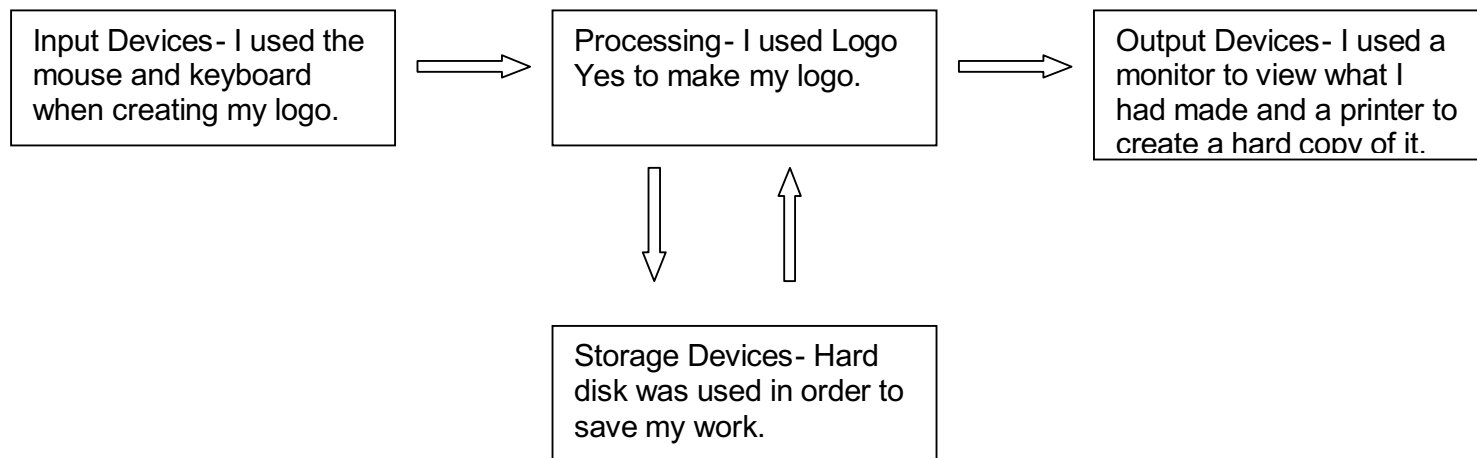 Input Devices- I used the
mouse and keyboard
when creating my logo.
Processing- I used Logo
Yes to make my logo.
Output Devices- I used a
monitor to view what I
had made and a printer to
create a hard copy of it.
Storage Devices- Hard
disk was used in order to
save my work.